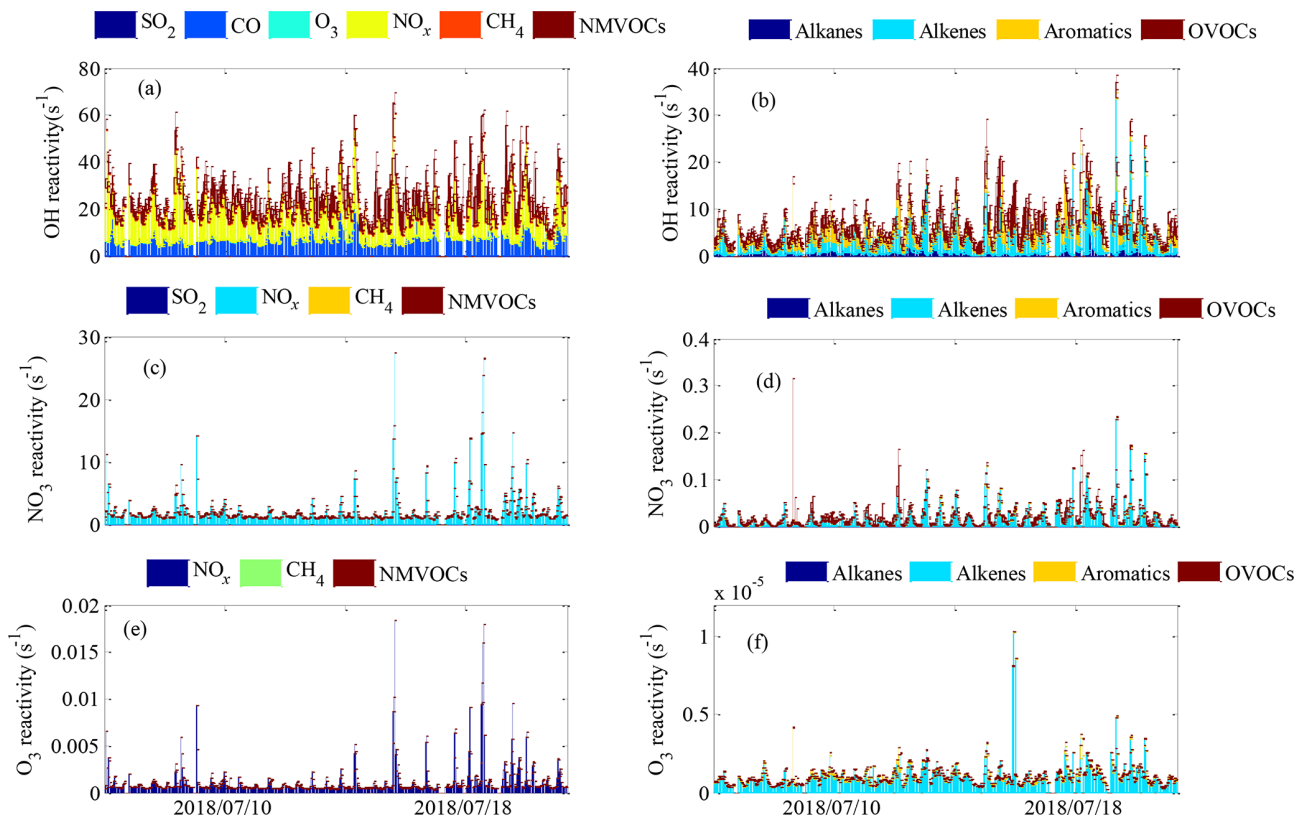 SO2 CO O3 NOx CH4 NMVOCs
Alkanes Alkenes Aromatics OVOCs
(a)
80
60
40
20
0
OH reactivity(s-1)
(b)
40
30
20
10
0
OH reactivity (s-1)
SO2 NOx CH4 NMVOCs
Alkanes Alkenes Aromatics OVOCs
(c)
30
20
10
0
NO3 reactivity (s-1)
(d)
0.4
0.3
0.2
0.1
0
NO3 reactivity (s-1)
NOx CH4 NMVOCs
Alkanes Alkenes Aromatics OVOCs
(e)
0.02
0.015
0.01
0.005
0
O3 reactivity (s-1)
2018/07/10 2018/07/18
x 10-5
(f)
1
0.5
0
O3 reactivity (s-1)
2018/07/10 2018/07/18